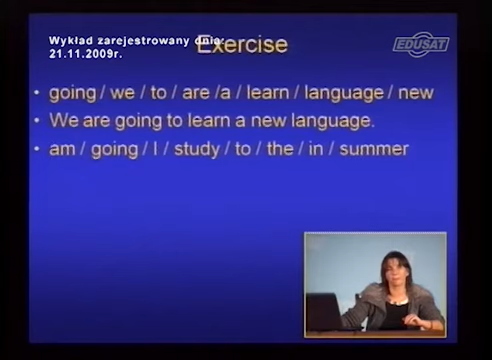 Wykład zarejestrowany dnia:
21.11.2009r.
Exercise
EDUSAT
• going / we / to / are /a / learn / language / new
• We are going to learn a new language.
• am / going / I / study / to / the / in / summer